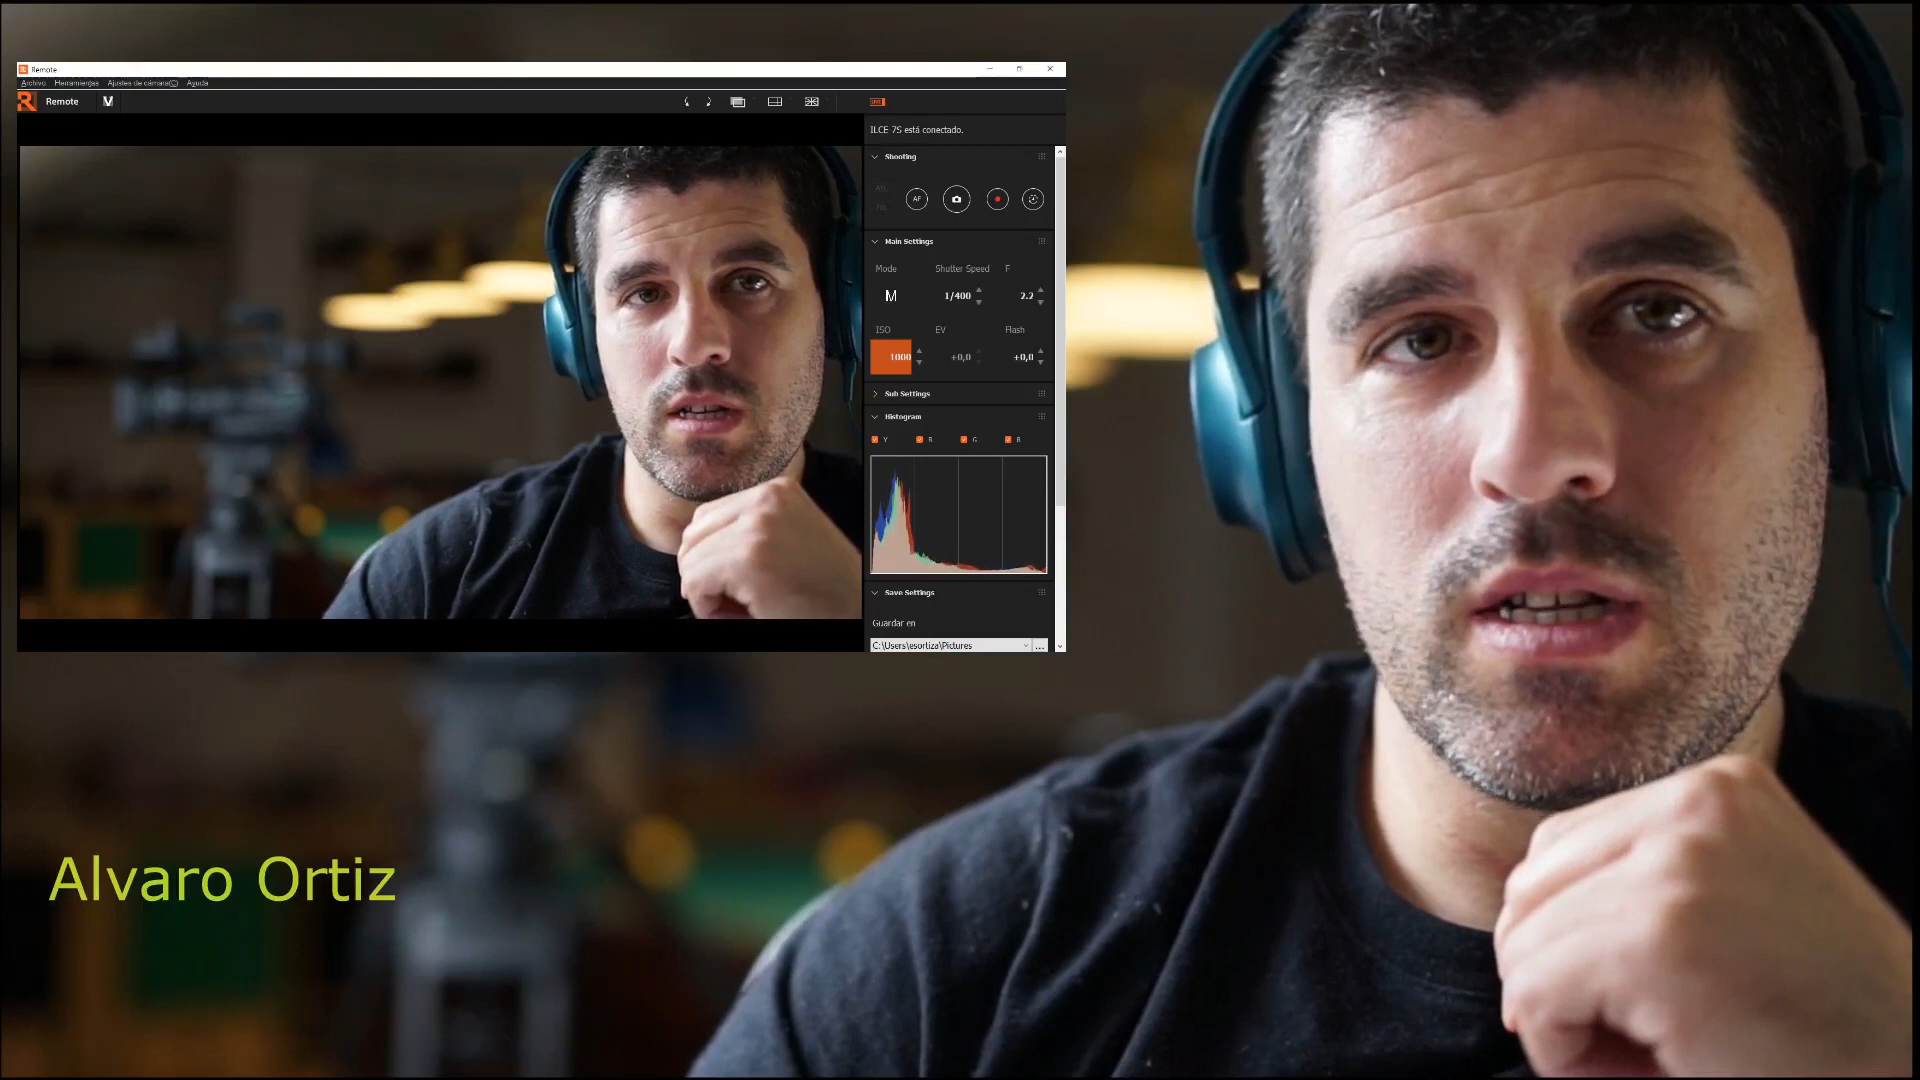 Remote
Archivo Herramientas Ajustes de cámara(C) Ayuda
Remote
LIVE
ILCE 7S está conectado.
Shooting
AF
Main Settings
Mode Shutter Speed F
M 1/400 2.2
ISO EV Flash
1000 +0,0 +0,0
Sub Settings
Histogram
Y R G B
Save Settings
Guardar en
C:\Users\esortiza\Pictures ...
Alvaro Ortiz